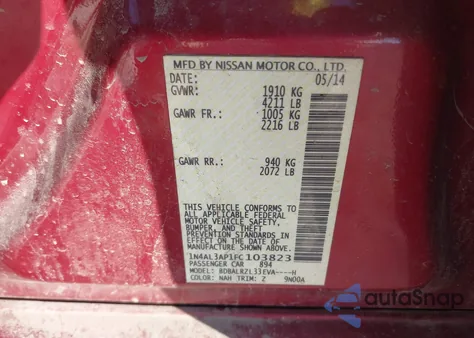 MFD BY NISSAN MOTOR CO., LTD.
DATE: 05/14
GVWR: 1910 KG
4211 LB
GAWR FR.: 1005 KG
2216 LB
GAWR RR.: 940 KG
2072 LB
THIS VEHICLE CONFORMS TO
ALL APPLICABLE FEDERAL
MOTOR VEHICLE SAFETY,
BUMPER, AND THEFT
PREVENTION STANDARDS
IN EFFECT ON THE DATE OF
MANUFACTURE SHOWN ABOVE.
1N4AL3AP1FC103823
PASSENGER CAR 894
MODEL: BDBALRZL33EVA----H
COLOR: NAH TRIM: Z 9N00A
autoSnap